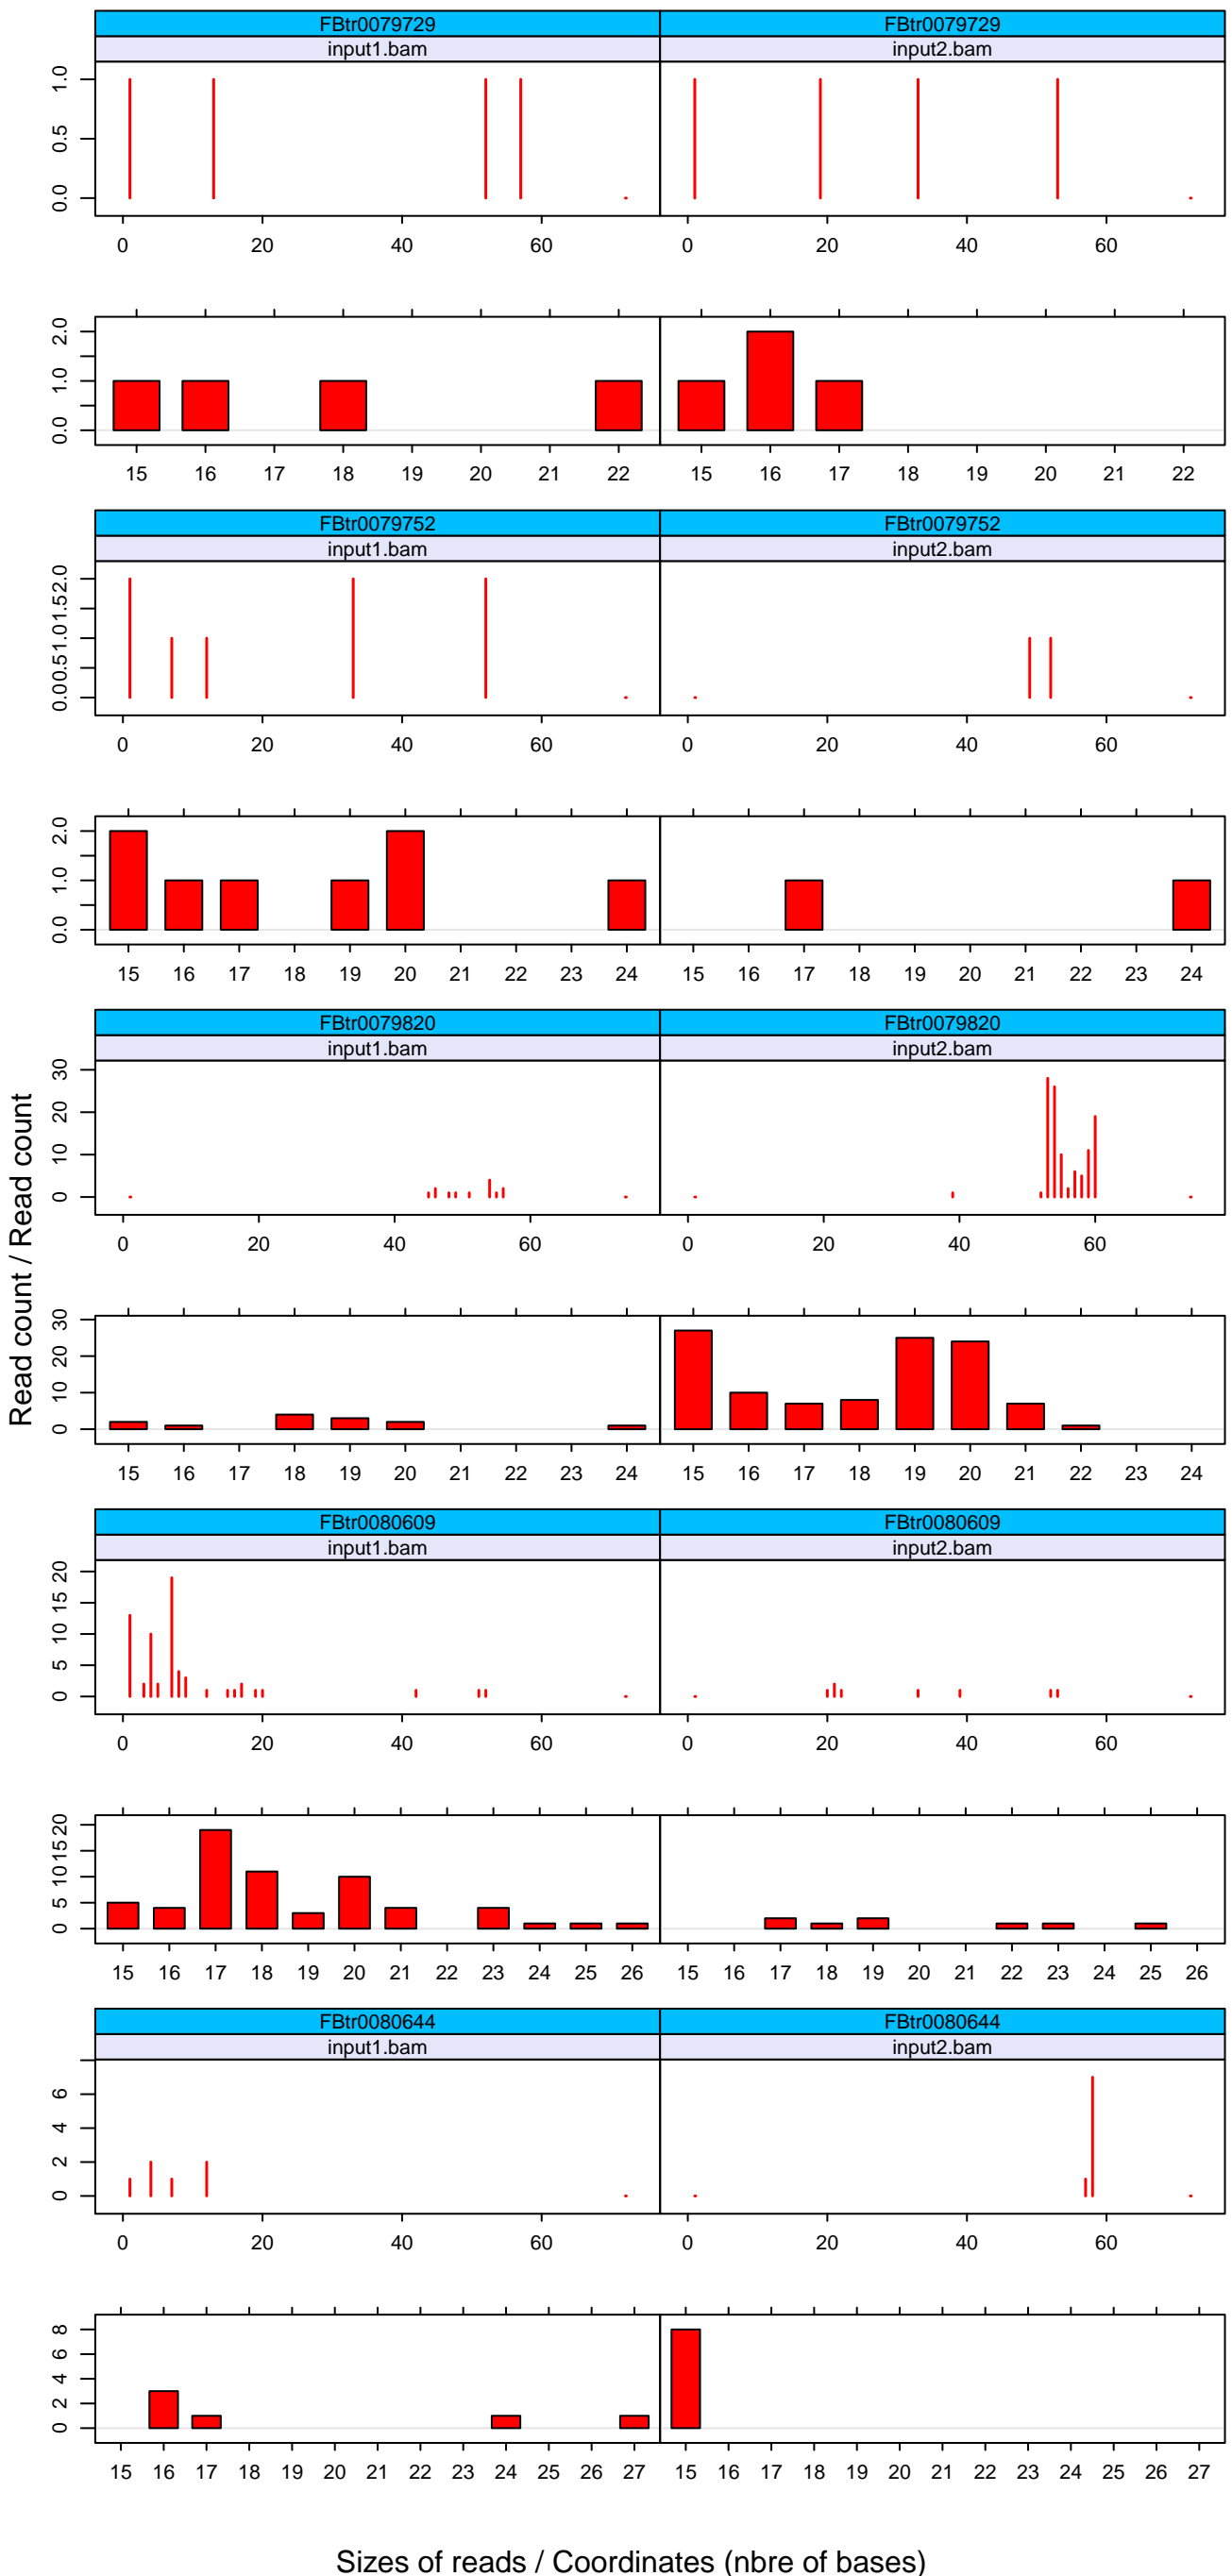 FBtr0079729 FBtr0079729
input1.bam input2.bam
0.0 0.5 1.0
0 20 40 60 0 20 40 60
0.0 1.0 2.0
15 16 17 18 19 20 21 22 15 16 17 18 19 20 21 22
FBtr0079752 FBtr0079752
input1.bam input2.bam
0.0 0.5 1.0 1.5 2.0
0 20 40 60 0 20 40 60
0.0 1.0 2.0
15 16 17 18 19 20 21 22 23 24 15 16 17 18 19 20 21 22 23 24
FBtr0079820 FBtr0079820
input1.bam input2.bam
0 10 20 30
0 20 40 60 0 20 40 60
Read count / Read count
0 10 20 30
15 16 17 18 19 20 21 22 23 24 15 16 17 18 19 20 21 22 23 24
FBtr0080609 FBtr0080609
input1.bam input2.bam
0 5 10 15 20
0 20 40 60 0 20 40 60
0 5 10 15 20
15 16 17 18 19 20 21 22 23 24 25 26 15 16 17 18 19 20 21 22 23 24 25 26
FBtr0080644 FBtr0080644
input1.bam input2.bam
0 2 4 6
0 20 40 60 0 20 40 60
0 2 4 6 8
15 16 17 18 19 20 21 22 23 24 25 26 27 15 16 17 18 19 20 21 22 23 24 25 26 27
Sizes of reads / Coordinates (nbre of bases)